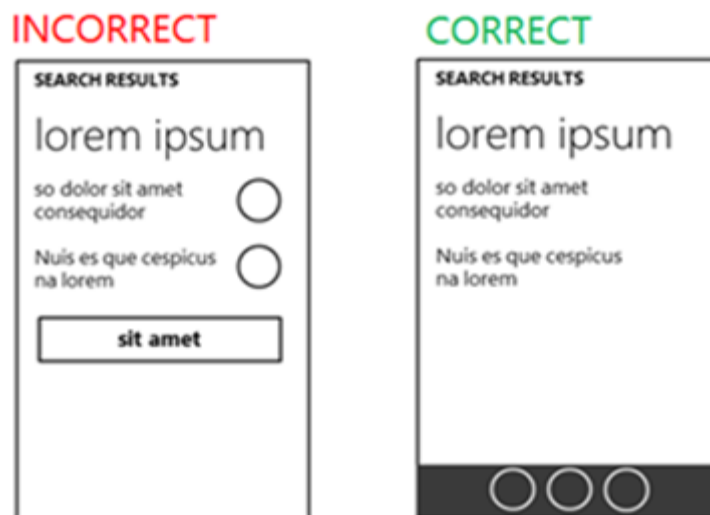 INCORRECT
SEARCH RESULTS
lorem ipsum
so dolor sit amet
consequidor
Nuis es que cespicus
na lorem
sit amet
CORRECT
SEARCH RESULTS
lorem ipsum
so dolor sit amet
consequidor
Nuis es que cespicus
na lorem